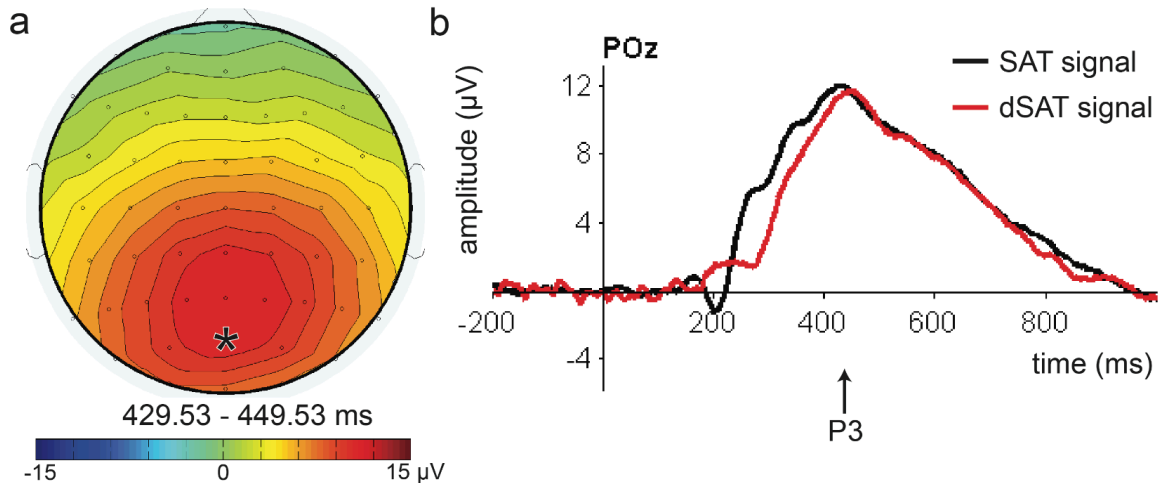 a
*
429.53 - 449.53 ms
-15 0 15 µV
b
POz
SAT signal
dSAT signal
amplitude (µV)
12
8
4
-4
-200 200 400 600 800
time (ms)
P3